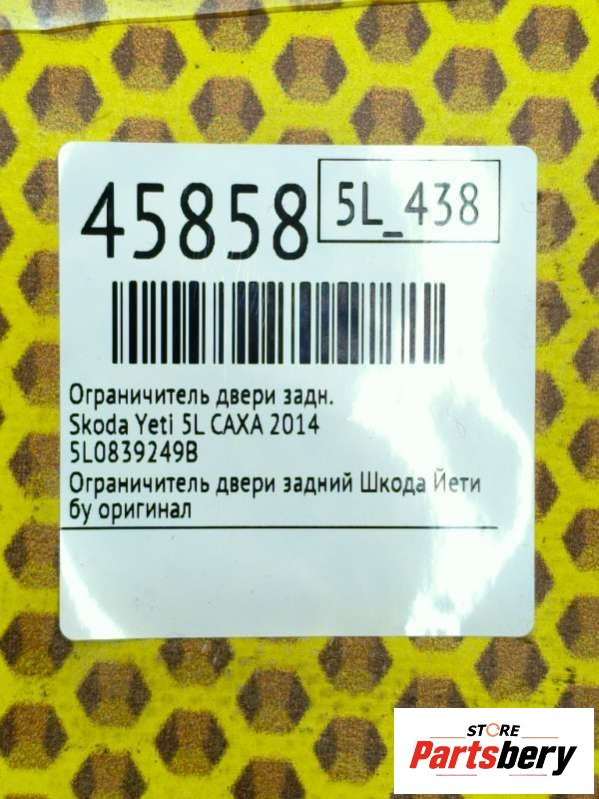 45858
5L_438
Ограничитель двери задн.
Skoda Yeti 5L CAXA 2014
5L0839249B
Ограничитель двери задний Шкода Йети
бу оригинал
STORE
Partsbery